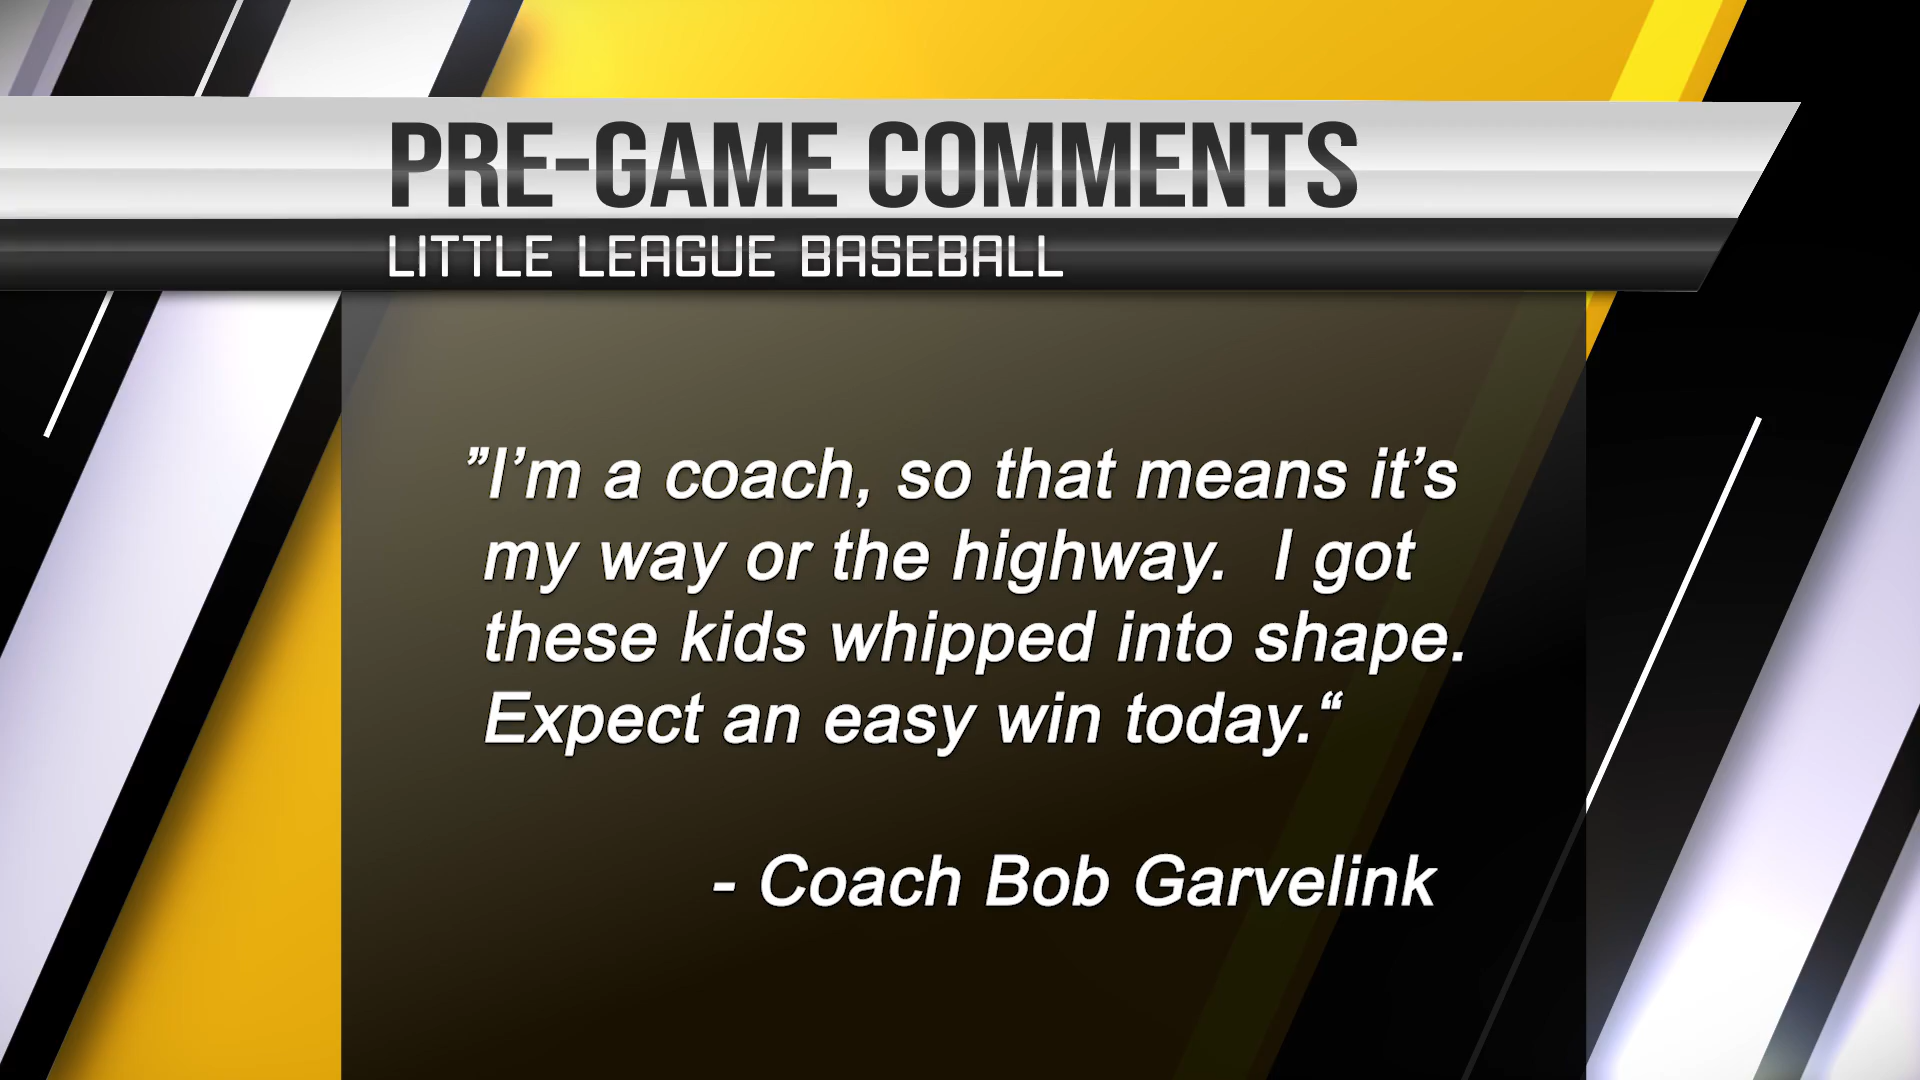 PRE-GAME COMMENTS
LITTLE LEAGUE BASEBALL
”I’m a coach, so that means it’s
my way or the highway.  I got
these kids whipped into shape.
Expect an easy win today.“
- Coach Bob Garvelink